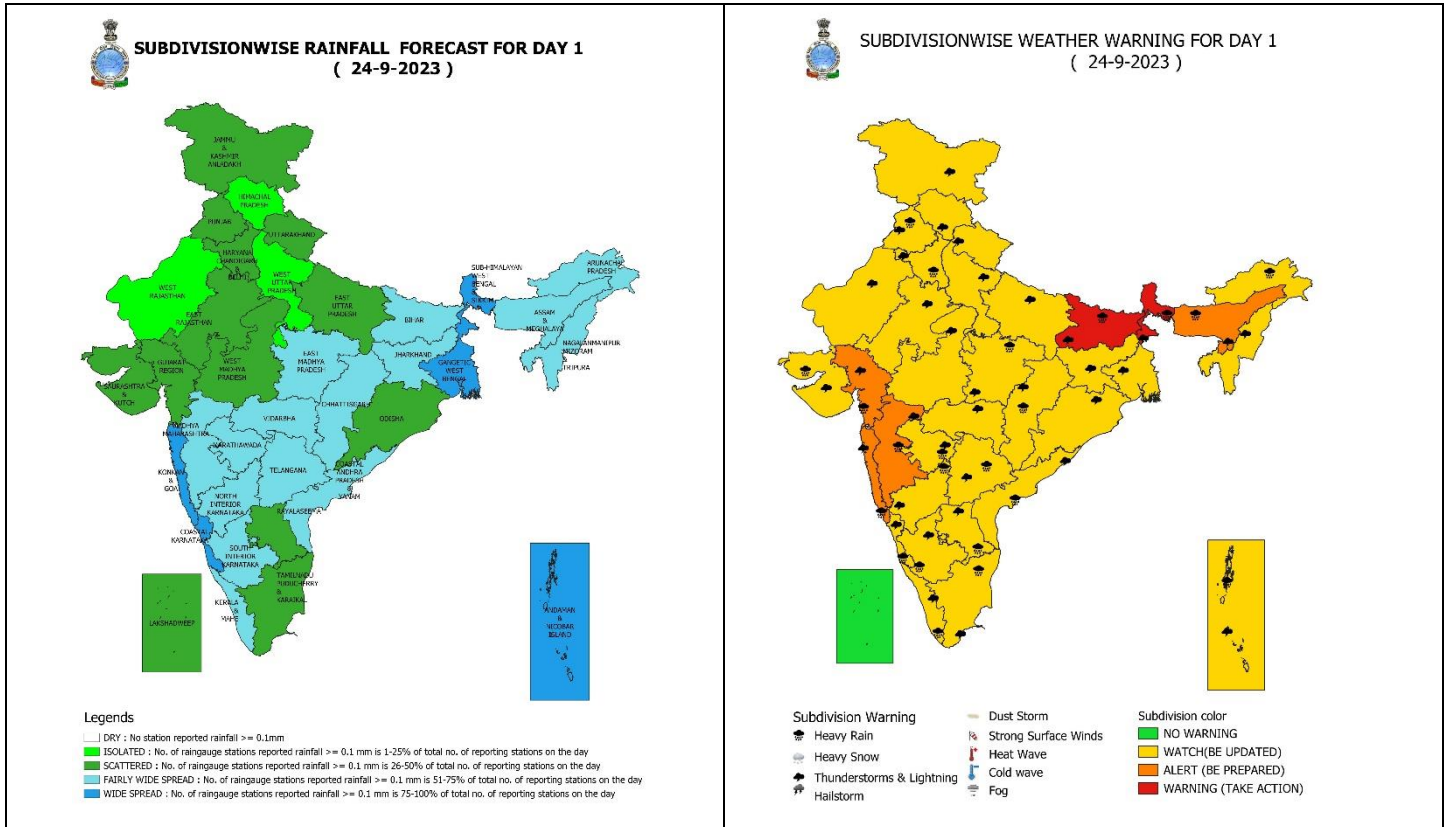 SUBDIVISIONWISE RAINFALL FORECAST FOR DAY 1
( 24-9-2023 )
JAMMU
&
KASHMIR
HIMACHAL
PRADESH
PUNJAB
UTTARAKHAND
HARYANA
CHANDIGARH
&
DELHI
WEST
UTTAR
PRADESH
WEST
RAJASTHAN
EAST
RAJASTHAN
EAST
UTTAR
PRADESH
SUB-HIMALAYAN
WEST
BENGAL
&
SIKKIM
ARUNACHAL
PRADESH
ASSAM
&
MEGHALAYA
NAGALANMANIPUR
MIZORAM
&
TRIPURA
BIHAR
JHARKHAND
GANGETIC
WEST
BENGAL
GUJARAT
REGION
SAURASHTRA
&
KUTCH
WEST
MADHYA
PRADESH
EAST
MADHYA
PRADESH
CHHATTISGARH
ODISHA
VIDARBHA
MADHYA
MAHARASHTRA
MARATHAWADA
TELANGANA
COASTAL
ANDHRA
PRADESH
&
YANAM
KONKAN
&
GOA
NORTH
INTERIOR
KARNATAKA
RAYALASEEMA
COASTAL
KARNATAKA
SOUTH
INTERIOR
KARNATAKA
TAMILNADU
PUDUCHERRY
&
KARAIKAL
KERALA
&
MAHE
LAKSHADWEEP
ANDAMAN
&
NICOBAR
ISLAND
Legends
DRY : No station reported rainfall >= 0.1mm
ISOLATED : No. of raingauge stations reported rainfall >= 0.1 mm is 1-25% of total no. of reporting stations on the day
SCATTERED : No. of raingauge stations reported rainfall >= 0.1 mm is 26-50% of total no. of reporting stations on the day
FAIRLY WIDE SPREAD : No. of raingauge stations reported rainfall >= 0.1 mm is 51-75% of total no. of reporting stations on the day
WIDE SPREAD : No. of raingauge stations reported rainfall >= 0.1 mm is 75-100% of total no. of reporting stations on the day
SUBDIVISIONWISE WEATHER WARNING FOR DAY 1
( 24-9-2023 )
Subdivision Warning
Heavy Rain
Heavy Snow
Thunderstorms & Lightning
Hailstorm
Dust Storm
Strong Surface Winds
Heat Wave
Cold wave
Fog
Subdivision color
NO WARNING
WATCH(BE UPDATED)
ALERT (BE PREPARED)
WARNING (TAKE ACTION)